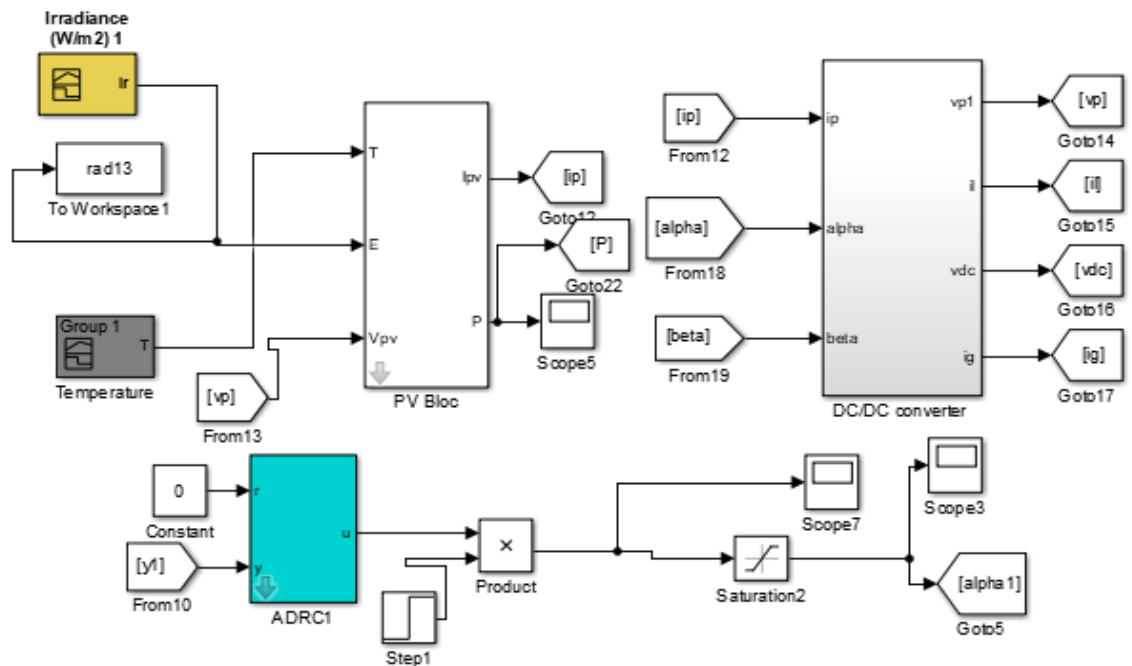 Irradiance
(W/m2) 1
Ir
rad13
To Workspace1
Group 1
T
Temperature
[vp]
From13
T
E
Vpv
Ipv
P
PV Bloc
[ip]
Goto12
[P]
Goto22
Scope5
[ip]
From12
[alpha]
From18
[beta]
From19
ip
alpha
beta
vp1
il
vdc
ig
DC/DC converter
[vp]
Goto14
[il]
Goto15
[vdc]
Goto16
[ig]
Goto17
0
Constant
[y1]
From10
r
y
u
ADRC1
Step1
×
Product
Scope7
Saturation2
Scope3
[alpha1]
Goto5